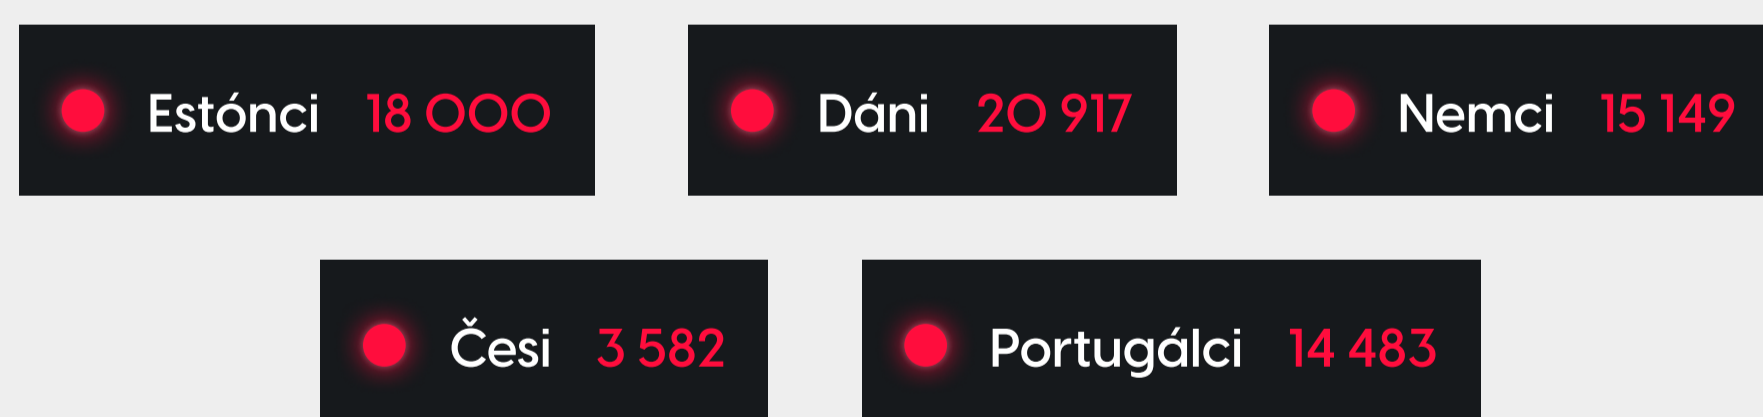 Estónci 18 000
Dáni 20 917
Nemci 15 149
Česi 3 582
Portugálci 14 483